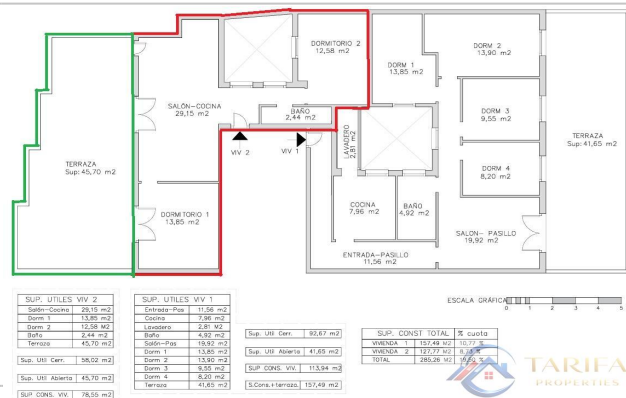 DORMITORIO 2
12,58 m2
DORM 1
13,85 m2
DORM 2
13,90 m2
SALÓN-COCINA
29,15 m2
BAÑO
2,44 m2
DORM 3
9,55 m2
LAVADERO
2,81 m2
TERRAZA
Sup: 41,65 m2
TERRAZA
Sup: 45,70 m2
VIV 2
VIV 1
DORM 4
8,20 m2
DORMITORIO 1
13,85 m2
COCINA
7,96 m2
BAÑO
4,92 m2
SALON- PASILLO
19,92 m2
ENTRADA-PASILLO
11,56 m2
ESCALA GRÁFICA
0 1 2 3 4 5
SUP. UTILES VIV 2
Salón-Cocina 29,15 m2
Dorm 1 13,85 m2
Dorm 2 12,58 M2
Baño 2,44 m2
Terraza 45,70 m2
Sup. Util Cerr. 58,02 m2
Sup. Util Abierta 45,70 m2
SUP CONS. VIV. 78,55 m2
SUP. UTILES VIV 1
Entrada-Pas 11,56 m2
Cocina 7,96 m2
Lavadero 2,81 M2
Baño 4,92 m2
Salón-Pas 19,92 m2
Dorm 1 13,85 m2
Dorm 2 13,90 m2
Dorm 3 9,55 m2
Dorm 4 8,20 m2
Terraza 41,65 m2
Sup. Util Cerr. 92,67 m2
Sup. Util Abierta 41,65 m2
SUP CONS. VIV. 113,94 m2
S.Cons.+terraza. 157,49 m2
SUP. CONST TOTAL % cuota
VIVIENDA 1 157,49 M2 10,77 %
VIVIENDA 2 127,77 M2 8,73 %
TOTAL 285,26 M2 19,50 %
TARIFA
PROPERTIES